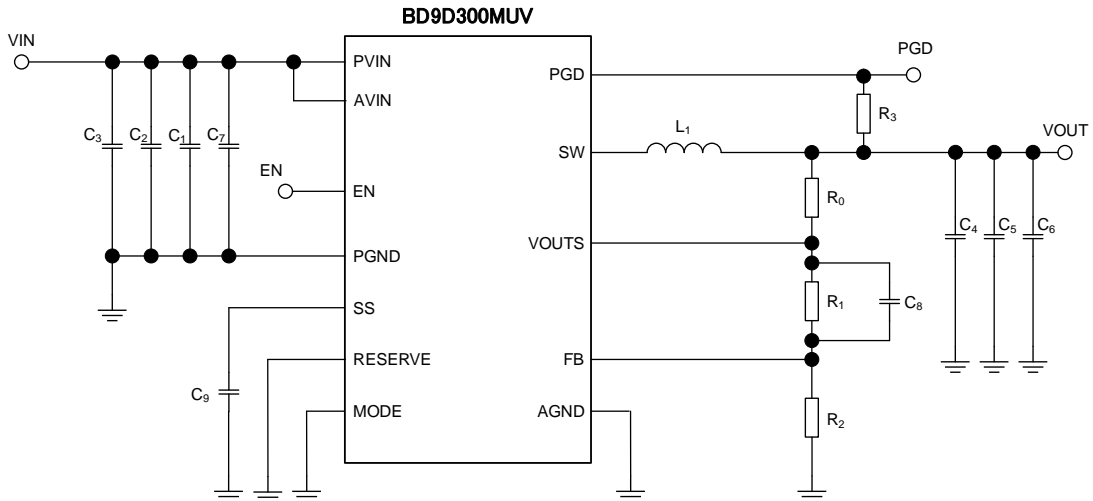 BD9D300MUV
VIN
PVIN
AVIN
EN
EN
PGND
SS
RESERVE
MODE
C₃
C₂
C₁
C₇
C₉
PGD
PGD
SW
VOUTS
FB
AGND
L₁
R₃
VOUT
R₀
R₁
C₈
R₂
C₄
C₅
C₆